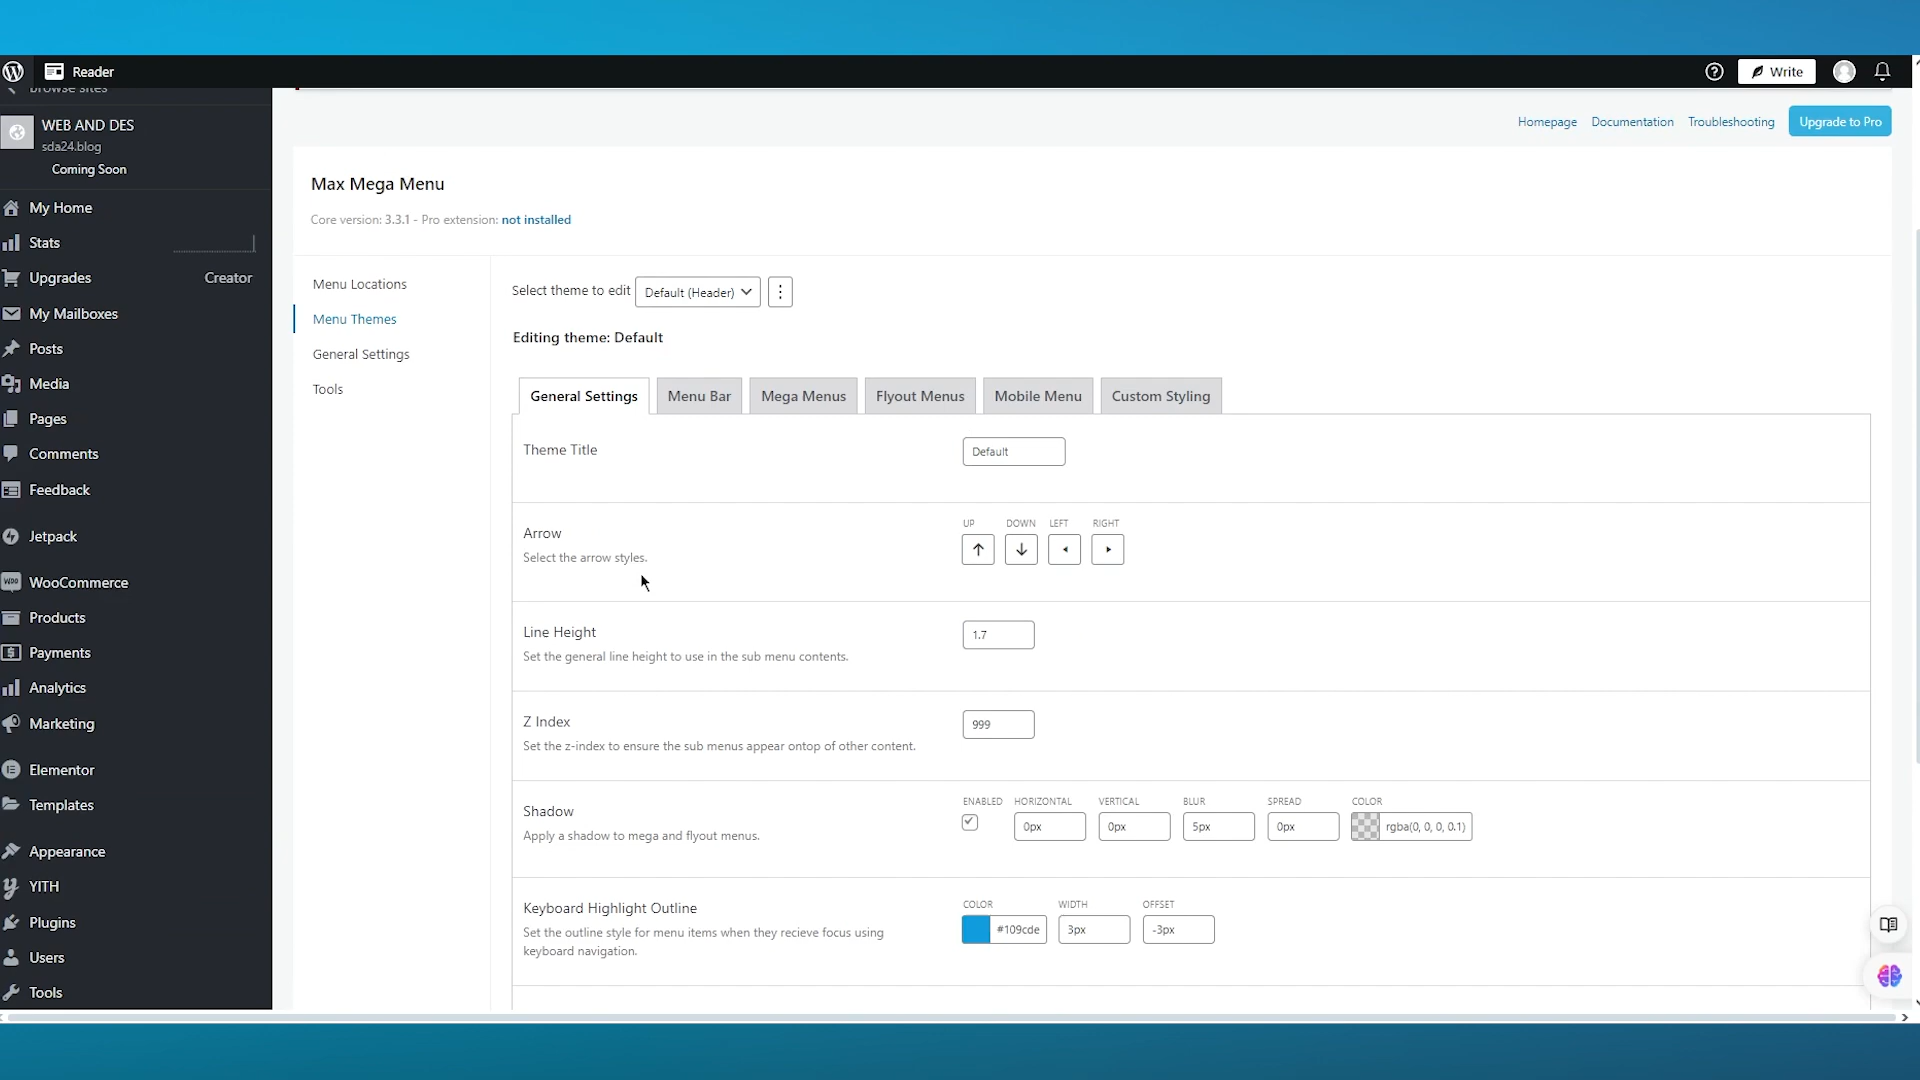 Reader
Write
Browse sites
WEB AND DES
sda24.blog
Coming Soon
My Home
Stats
Upgrades Creator
My Mailboxes
Posts
Media
Pages
Comments
Feedback
Jetpack
WooCommerce
Products
Payments
Analytics
Marketing
Elementor
Templates
Appearance
YITH
Plugins
Users
Tools
Homepage Documentation Troubleshooting Upgrade to Pro
Max Mega Menu
Core version: 3.3.1 - Pro extension: not installed
Menu Locations
Menu Themes
General Settings
Tools
Select theme to edit Default (Header)
Editing theme: Default
General Settings Menu Bar Mega Menus Flyout Menus Mobile Menu Custom Styling
Theme Title Default
UP DOWN LEFT RIGHT
Arrow
Select the arrow styles.
Line Height 1.7
Set the general line height to use in the sub menu contents.
Z Index 999
Set the z-index to ensure the sub menus appear ontop of other content.
ENABLED HORIZONTAL VERTICAL BLUR SPREAD COLOR
Shadow 0px 0px 5px 0px rgba(0, 0, 0, 0.1)
Apply a shadow to mega and flyout menus.
COLOR WIDTH OFFSET
Keyboard Highlight Outline #109cde 3px -3px
Set the outline style for menu items when they recieve focus using
keyboard navigation.